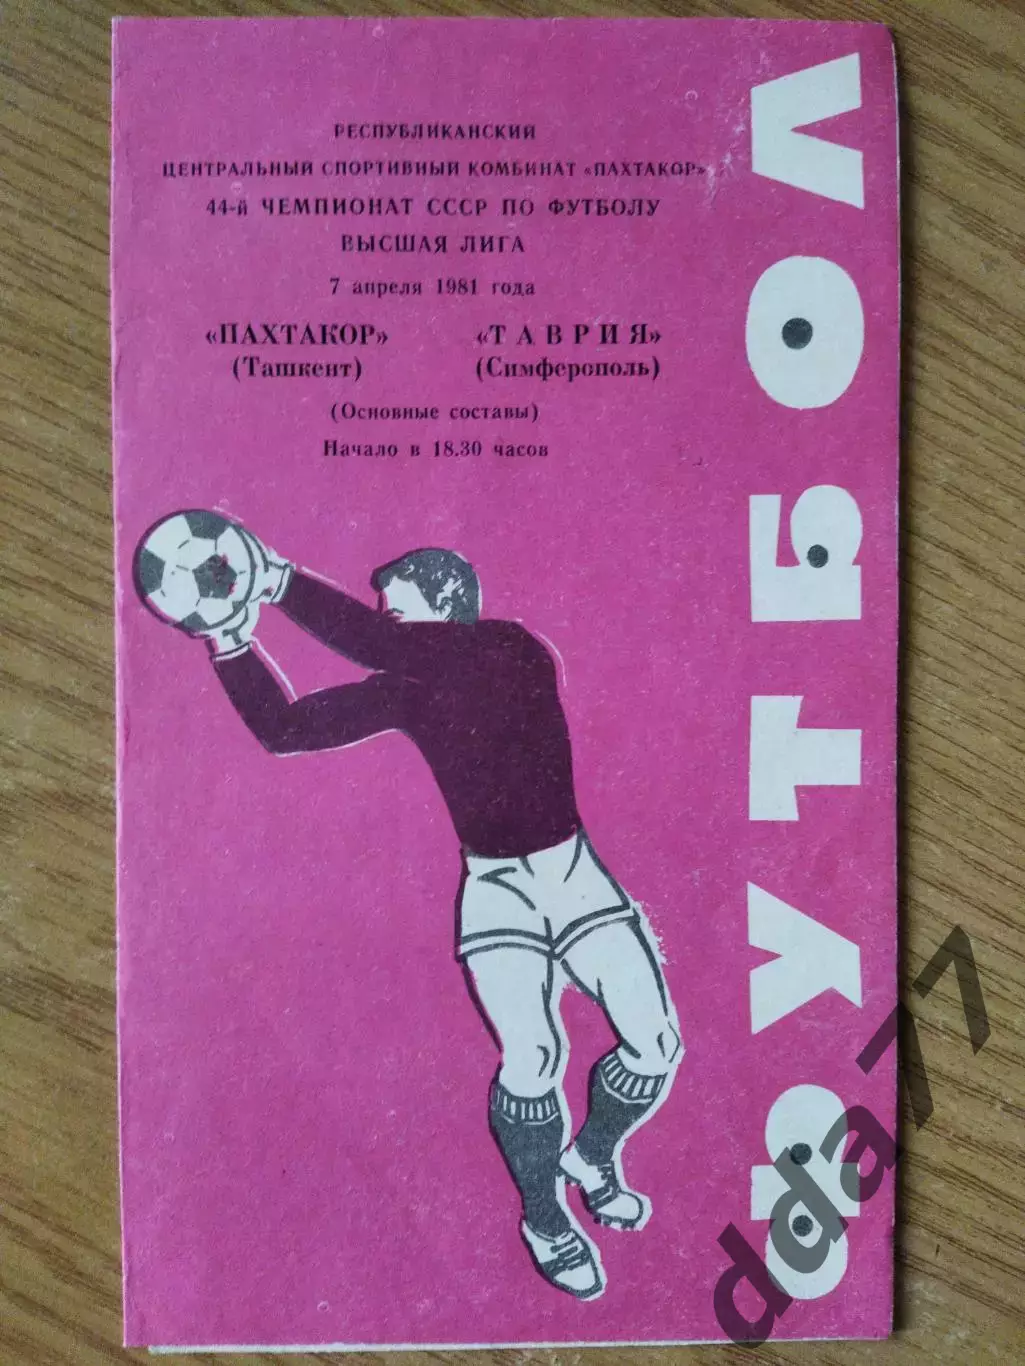 РЕСПУБЛИКАНСКИЙ
ЦЕНТРАЛЬНЫЙ СПОРТИВНЫЙ КОМБИНАТ «ПАХТАКОР»
44-й ЧЕМПИОНАТ СССР ПО ФУТБОЛУ
ВЫСШАЯ ЛИГА
7 апреля 1981 года
«ПАХТАКОР» «ТАВРИЯ»
(Ташкент) (Симферополь)
(Основные составы)
Начало в 18.30 часов
ФУТБОЛ
dda77